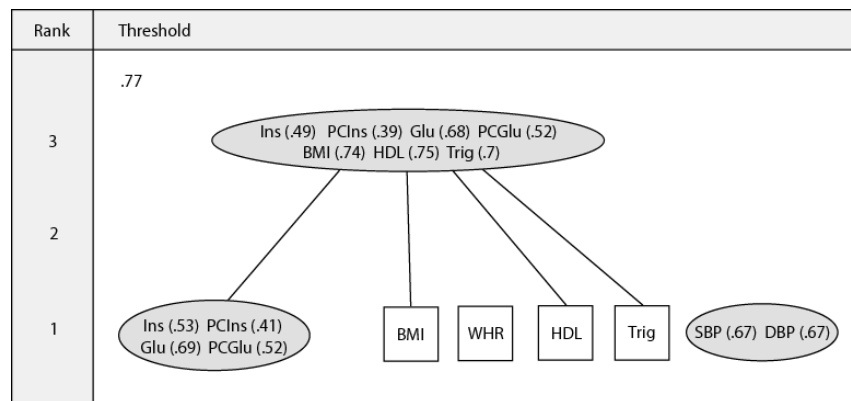 Rank Threshold
.77
3
Ins (.49) PCIns (.39) Glu (.68) PCGlu (.52)
BMI (.74) HDL (.75) Trig (.7)
2
1
Ins (.53) PCIns (.41)
Glu (.69) PCGlu (.52)
BMI
WHR
HDL
Trig
SBP (.67) DBP (.67)